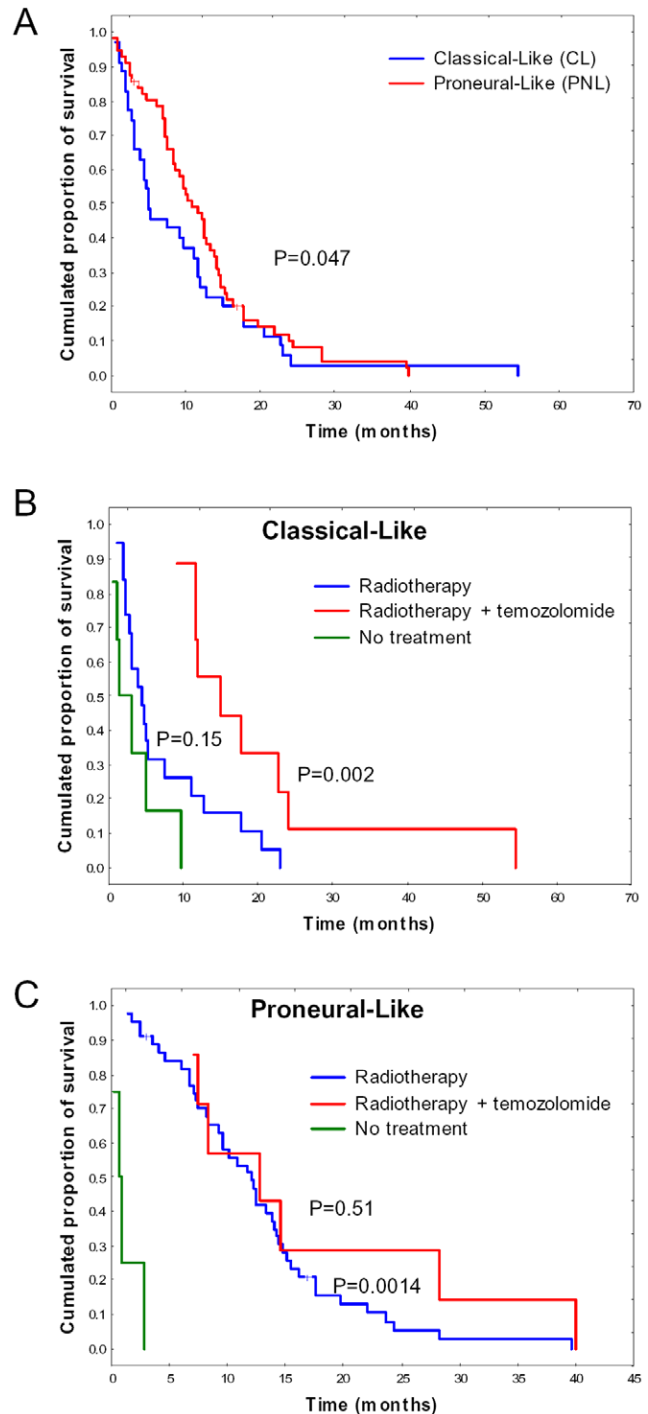 A
Classical-Like (CL)
Proneural-Like (PNL)
P=0.047
Cumulated proportion of survival
1.0
0.9
0.8
0.7
0.6
0.5
0.4
0.3
0.2
0.1
0.0
0 10 20 30 40 50 60 70
Time (months)
B
Classical-Like
Radiotherapy
Radiotherapy + temozolomide
No treatment
P=0.15
P=0.002
Cumulated proportion of survival
1.0
0.9
0.8
0.7
0.6
0.5
0.4
0.3
0.2
0.1
0.0
0 10 20 30 40 50 60 70
Time (months)
C
Proneural-Like
Radiotherapy
Radiotherapy + temozolomide
No treatment
P=0.51
P=0.0014
Cumulated proportion of survival
1.0
0.9
0.8
0.7
0.6
0.5
0.4
0.3
0.2
0.1
0.0
0 5 10 15 20 25 30 35 40 45
Time (months)